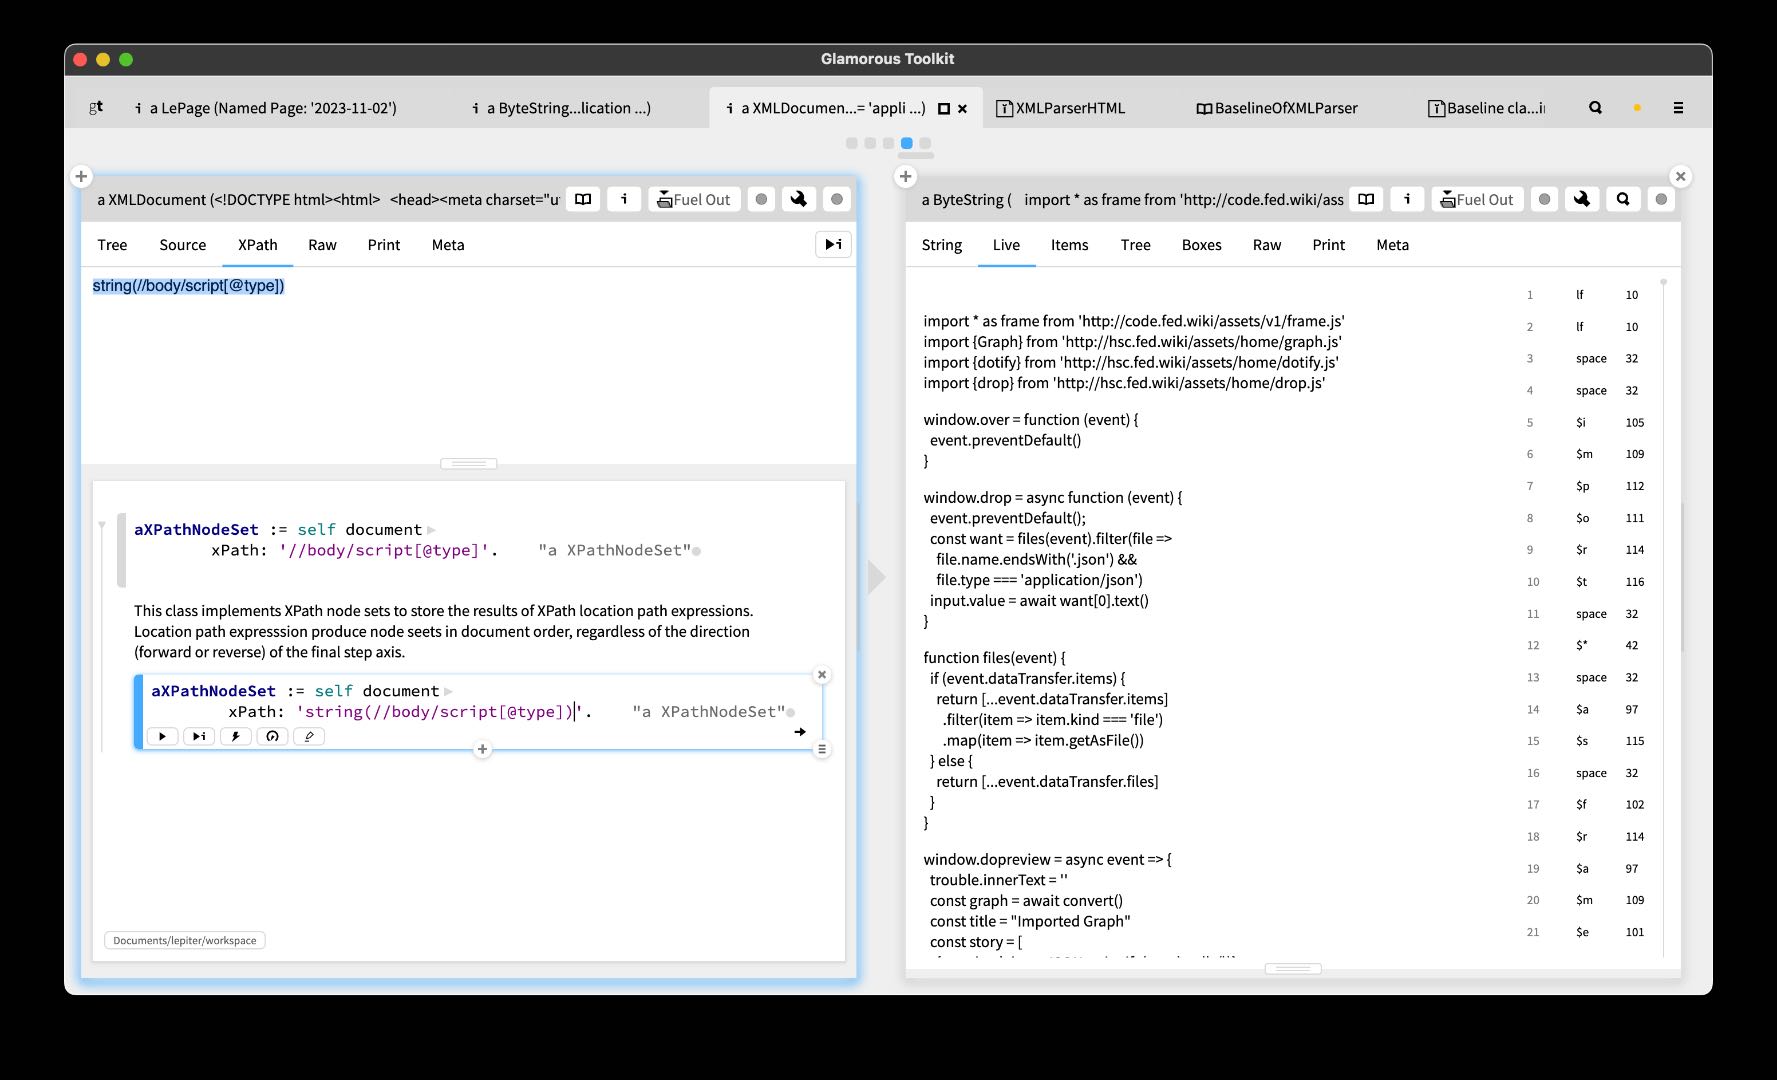 Glamorous Toolkit
gt
i a LePage (Named Page: '2023-11-02')
i a ByteString...lication ...)
i a XMLDocumen...= 'appli ...)
XMLParserHTML
BaselineOfXMLParser
Baseline cla...
a XMLDocument (<!DOCTYPE html><html> <head><meta charset="u
i
Fuel Out
Tree Source XPath Raw Print Meta
i
string(//body/script[@type])
aXPathNodeSet := self document
xPath: '//body/script[@type]'. "a XPathNodeSet"
This class implements XPath node sets to store the results of XPath location path expressions.
Location path expresssion produce node seets in document order, regardless of the direction
(forward or reverse) of the final step axis.
aXPathNodeSet := self document
xPath: 'string(//body/script[@type])'. "a XPathNodeSet"
i
Documents/lepiter/workspace
a ByteString ( import * as frame from 'http://code.fed.wiki/ass
i
Fuel Out
String Live Items Tree Boxes Raw Print Meta
import * as frame from 'http://code.fed.wiki/assets/v1/frame.js'
import {Graph} from 'http://hsc.fed.wiki/assets/home/graph.js'
import {dotify} from 'http://hsc.fed.wiki/assets/home/dotify.js'
import {drop} from 'http://hsc.fed.wiki/assets/home/drop.js'
window.over = function (event) {
event.preventDefault()
}
window.drop = async function (event) {
event.preventDefault();
const want = files(event).filter(file =>
file.name.endsWith('.json') &&
file.type === 'application/json')
input.value = await want[0].text()
}
function files(event) {
if (event.dataTransfer.items) {
return [...event.dataTransfer.items]
.filter(item => item.kind === 'file')
.map(item => item.getAsFile())
} else {
return [...event.dataTransfer.files]
}
}
window.dopreview = async event => {
trouble.innerText = ''
const graph = await convert()
const title = "Imported Graph"
const story = [
1 lf 10
2 lf 10
3 space 32
4 space 32
5 $i 105
6 $m 109
7 $p 112
8 $o 111
9 $r 114
10 $t 116
11 space 32
12 $* 42
13 space 32
14 $a 97
15 $s 115
16 space 32
17 $f 102
18 $r 114
19 $a 97
20 $m 109
21 $e 101